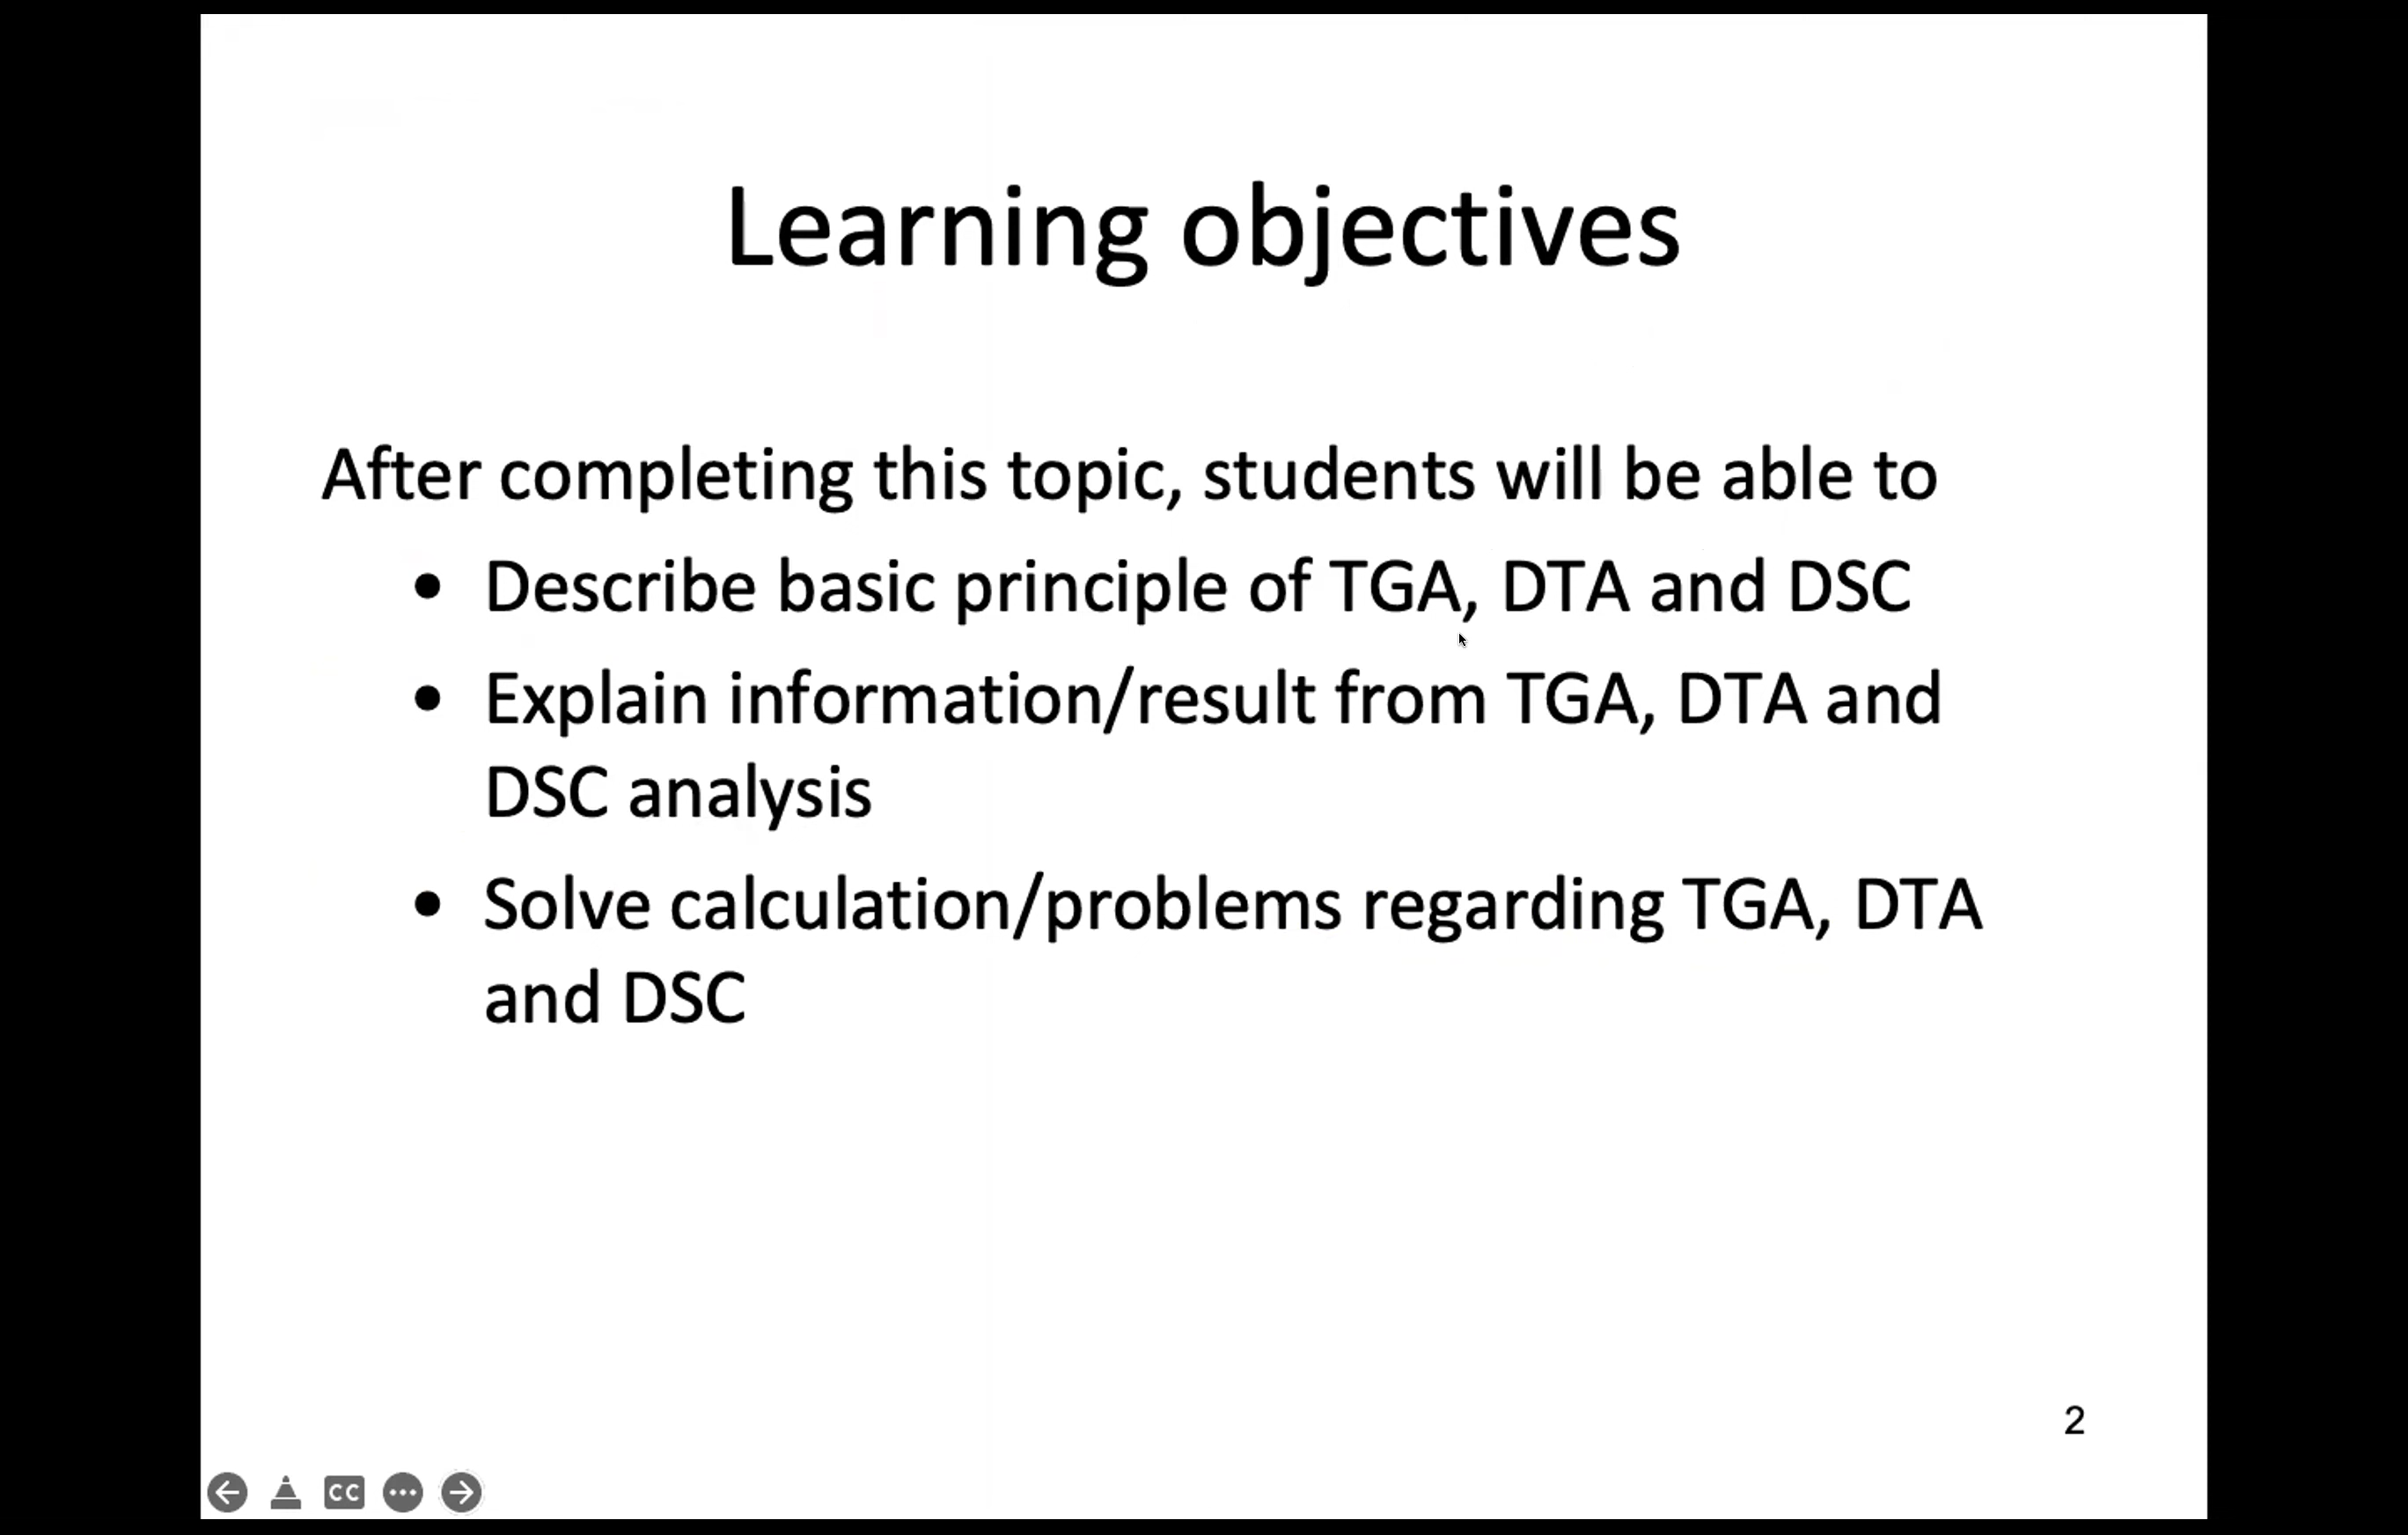 Learning objectives
After completing this topic, students will be able to
• Describe basic principle of TGA, DTA and DSC
• Explain information/result from TGA, DTA and
DSC analysis
• Solve calculation/problems regarding TGA, DTA
and DSC
2
CC